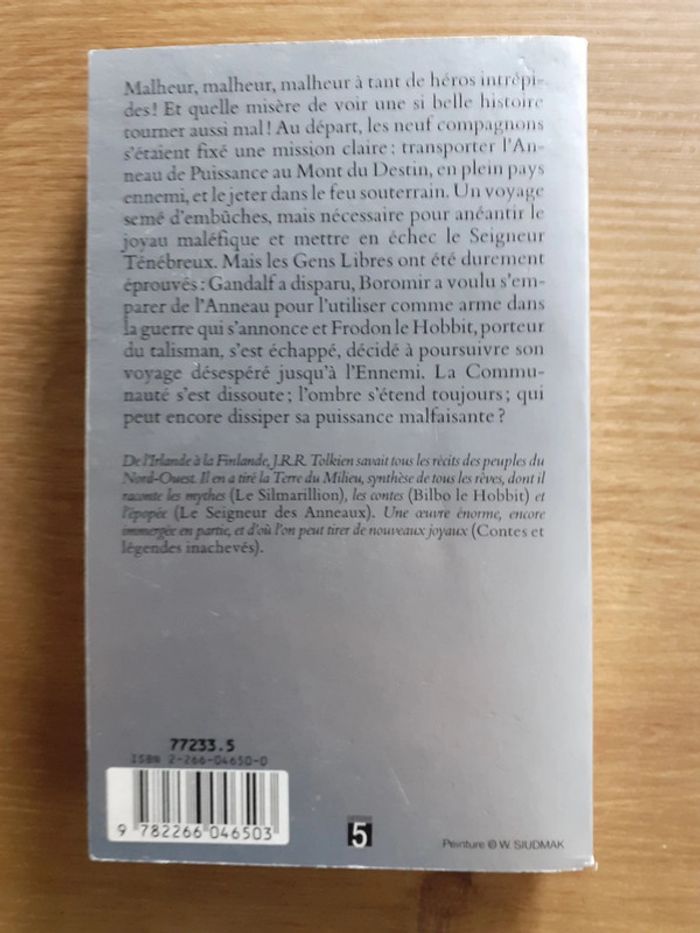 Malheur, malheur, malheur à tant de héros intrépi-
des! Et quelle misère de voir une si belle histoire
tourner aussi mal! Au départ, les neuf compagnons
s'étaient fixé une mission claire: transporter l'An-
neau de Puissance au Mont du Destin, en plein pays
ennemi, et le jeter dans le feu souterrain. Un voyage
semé d'embûches, mais nécessaire pour anéantir le
joyau maléfique et mettre en échec le Seigneur
Ténébreux. Mais les Gens Libres ont été durement
éprouvés: Gandalf a disparu, Boromir a voulu s'em-
parer de l'Anneau pour l'utiliser comme arme dans
la guerre qui s'annonce et Frodon le Hobbit, porteur
du talisman, s'est échappé, décidé à poursuivre son
voyage désespéré jusqu'à l'Ennemi. La Commu-
nauté s'est dissoute; l'ombre s'étend toujours; qui
peut encore dissiper sa puissance malfaisante?
De l'Irlande à la Finlande, J.R.R. Tolkien savait tous les récits des peuples du
Nord-Ouest. Il en a tiré la Terre du Milieu, synthèse de tous les rêves, dont il
raconte les mythes (Le Silmarillion), les contes (Bilbo le Hobbit) et
l'épopée (Le Seigneur des Anneaux). Une œuvre énorme, encore
immergée en partie, et d'où l'on peut tirer de nouveaux joyaux (Contes et
légendes inachevés).
77233.5
ISBN 2-266-04650-0
9 782266 046503
5
Peinture © W. SIUDMAK